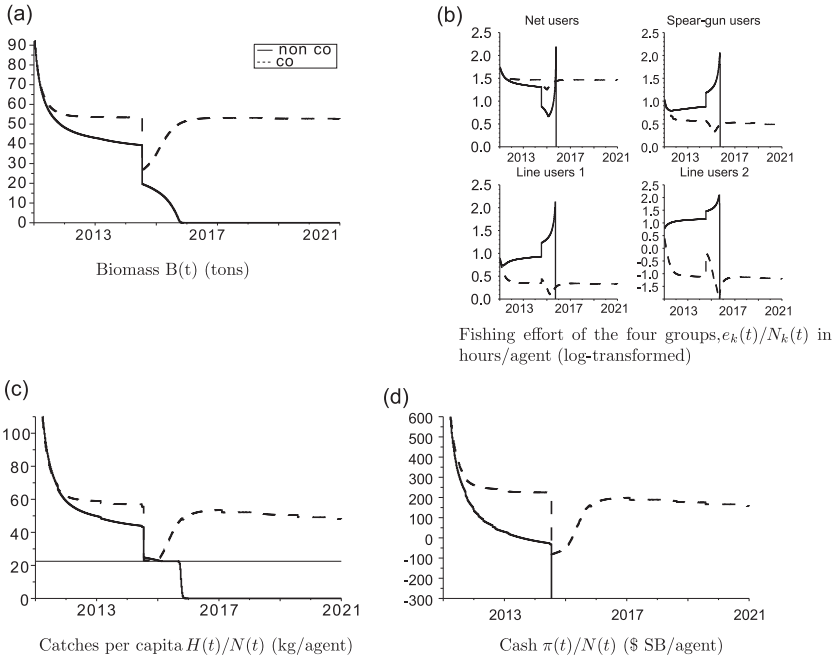 (a)
90
80
70
60
50
40
30
20
10
0
non co
co
2013 2017 2021
Biomass B(t) (tons)
(b)
Net users
2.5
2.0
1.5
1.0
0.5
0.0
2013 2017 2021
Spear-gun users
2.5
2.0
1.5
1.0
0.5
0.0
2013 2017 2021
Line users 1
2.5
2.0
1.5
1.0
0.5
0.0
2013 2017 2021
Line users 2
2.5
2.0
1.5
1.0
0.5
0.0
-0.5
-1.0
-1.5
2013 2017 2021
Fishing effort of the four groups,e_k(t)/N_k(t) in
hours/agent (log-transformed)
(c)
100
80
60
40
20
0
2013 2017 2021
Catches per capita H(t)/N(t) (kg/agent)
(d)
600
500
400
300
200
100
0
-100
-200
-300
2013 2017 2021
Cash π(t)/N(t) ($ SB/agent)